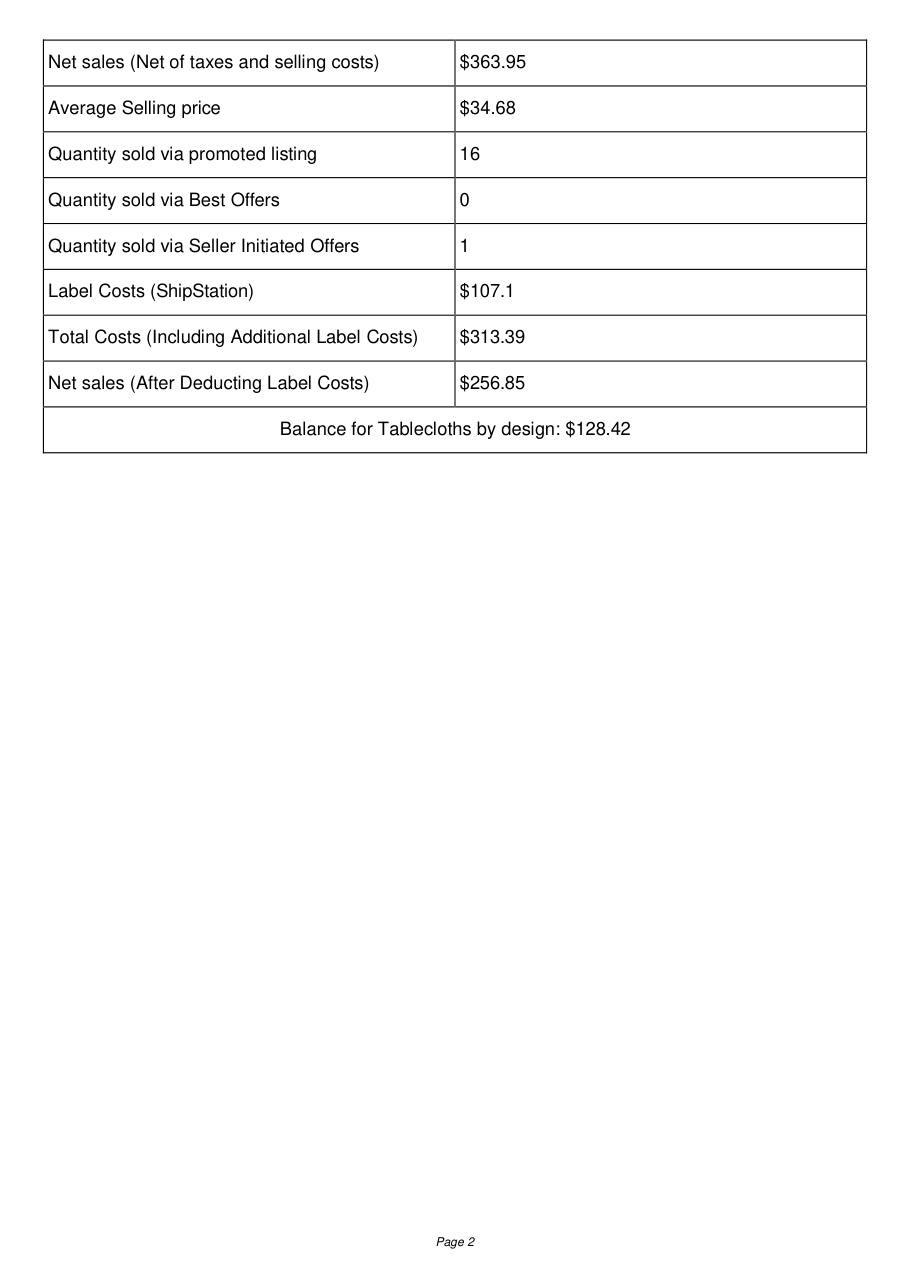 Net sales (Net of taxes and selling costs) $363.95
Average Selling price $34.68
Quantity sold via promoted listing 16
Quantity sold via Best Offers 0
Quantity sold via Seller Initiated Offers 1
Label Costs (ShipStation) $107.1
Total Costs (Including Additional Label Costs) $313.39
Net sales (After Deducting Label Costs) $256.85
Balance for Tablecloths by design: $128.42
Page 2